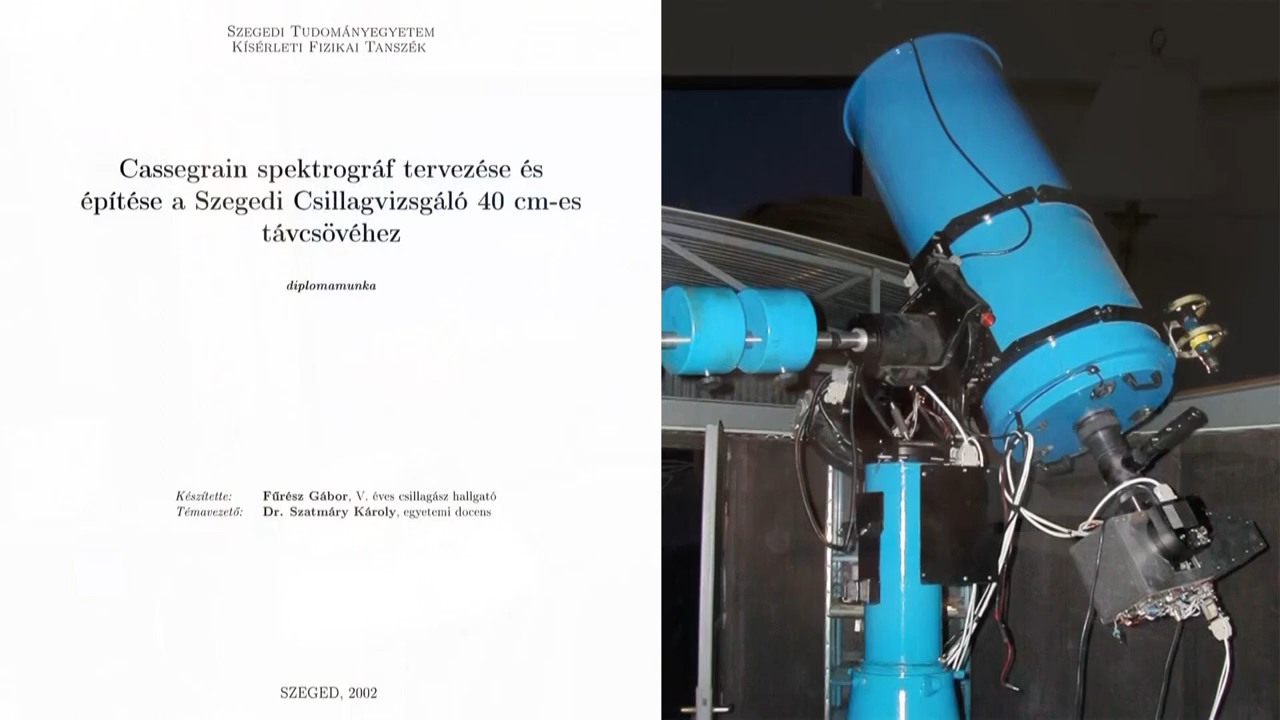 SZEGEDI TUDOMÁNYEGYETEM
KÍSÉRLETI FIZIKAI TANSZÉK
Cassegrain spektrográf tervezése és
építése a Szegedi Csillagvizsgáló 40 cm-es
távcsövéhez
diplomamunka
Készítette: Fűrész Gábor, V. éves csillagász hallgató
Témavezető: Dr. Szatmáry Károly, egyetemi docens
SZEGED, 2002